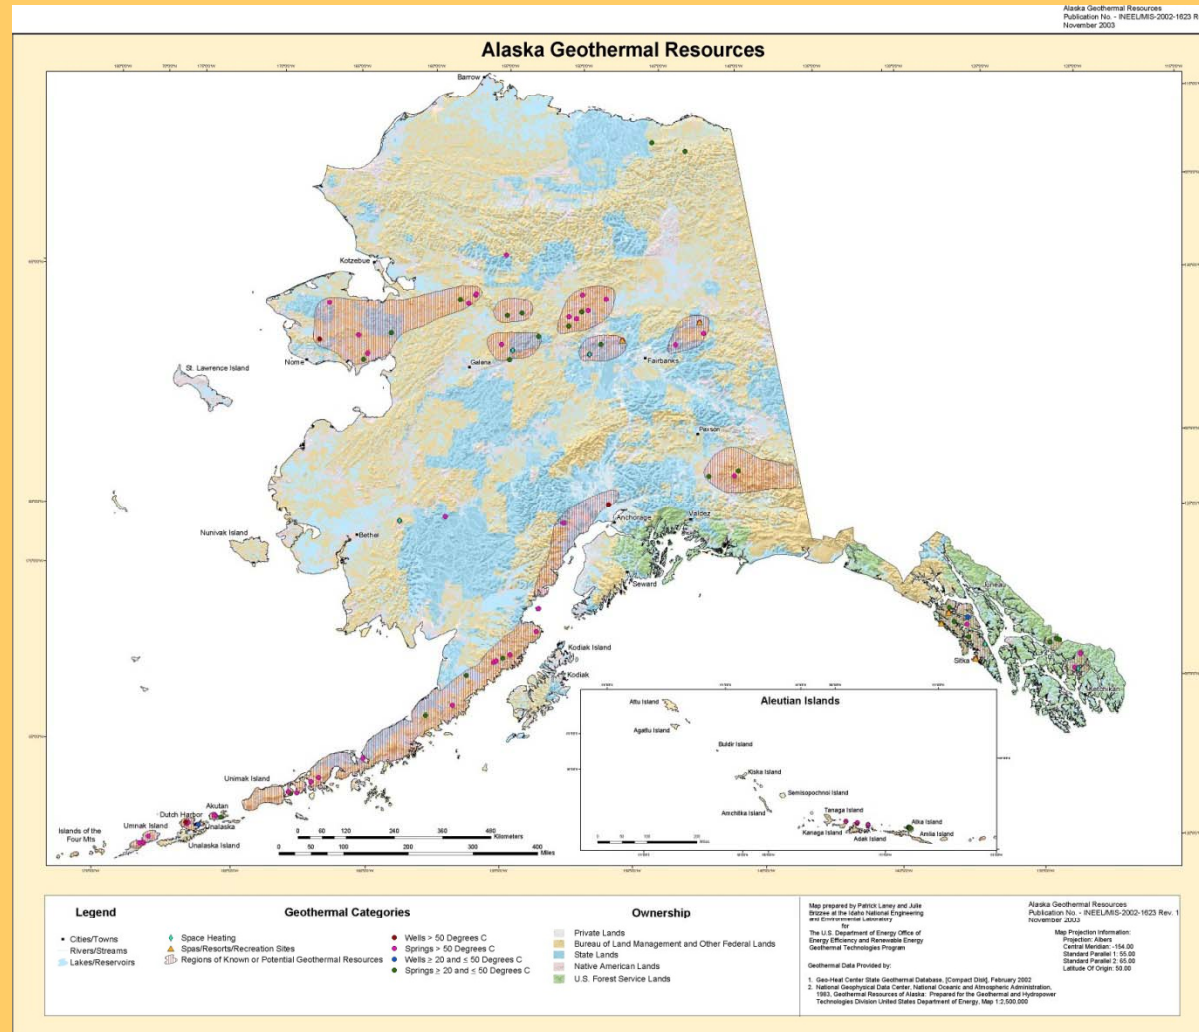 Alaska Geothermal Resources
Publication No. - INEEL/MIS-2002-1623 R
November 2003
Alaska Geothermal Resources
Barrow
Kotzebue
Nome
Galena
Fairbanks
St. Lawrence Island
Paxson
Nunivak Island
Bethel
Anchorage
Valdez
Seward
Juneau
Sitka
Ketchikan
Kodiak Island
Kodiak
Unimak Island
Akutan
Dutch Harbor
Unalaska
Umnak Island
Unalaska Island
Islands of the
Four Mts
0 60 120 240 360 480
Kilometers
0 50 100 200 300 400
Miles
Aleutian Islands
Attu Island
Agattu Island
Buldir Island
Kiska Island
Semisopochnoi Island
Amchitka Island
Tanaga Island
Kanaga Island
Adak Island
Atka Island
Amlia Island
Legend
Cities/Towns
Rivers/Streams
Lakes/Reservoirs
Geothermal Categories
Space Heating
Spas/Resorts/Recreation Sites
Regions of Known or Potential Geothermal Resources
Wells > 50 Degrees C
Springs > 50 Degrees C
Wells ≥ 20 and ≤ 50 Degrees C
Springs ≥ 20 and ≤ 50 Degrees C
Ownership
Private Lands
Bureau of Land Management and Other Federal Lands
State Lands
Native American Lands
U.S. Forest Service Lands
Map prepared by Patrick Laney and Julie
Brizzee at the Idaho National Engineering
and Environmental Laboratory
for
The U.S. Department of Energy Office of
Energy Efficiency and Renewable Energy
Geothermal Technologies Program
Geothermal Data Provided by:
1. Geo-Heat Center State Geothermal Database, [Compact Disk], February 2002
2. National Geophysical Data Center, National Oceanic and Atmospheric Administration,
1983, Geothermal Resources of Alaska: Prepared for the Geothermal and Hydropower
Technologies Division United States Department of Energy, Map 1:2,500,000
Alaska Geothermal Resources
Publication No. - INEEL/MIS-2002-1623 Rev. 1
November 2003
Map Projection Information:
Projection: Albers
Central Meridian: -154.00
Standard Parallel 1: 55.00
Standard Parallel 2: 65.00
Latitude Of Origin: 50.00